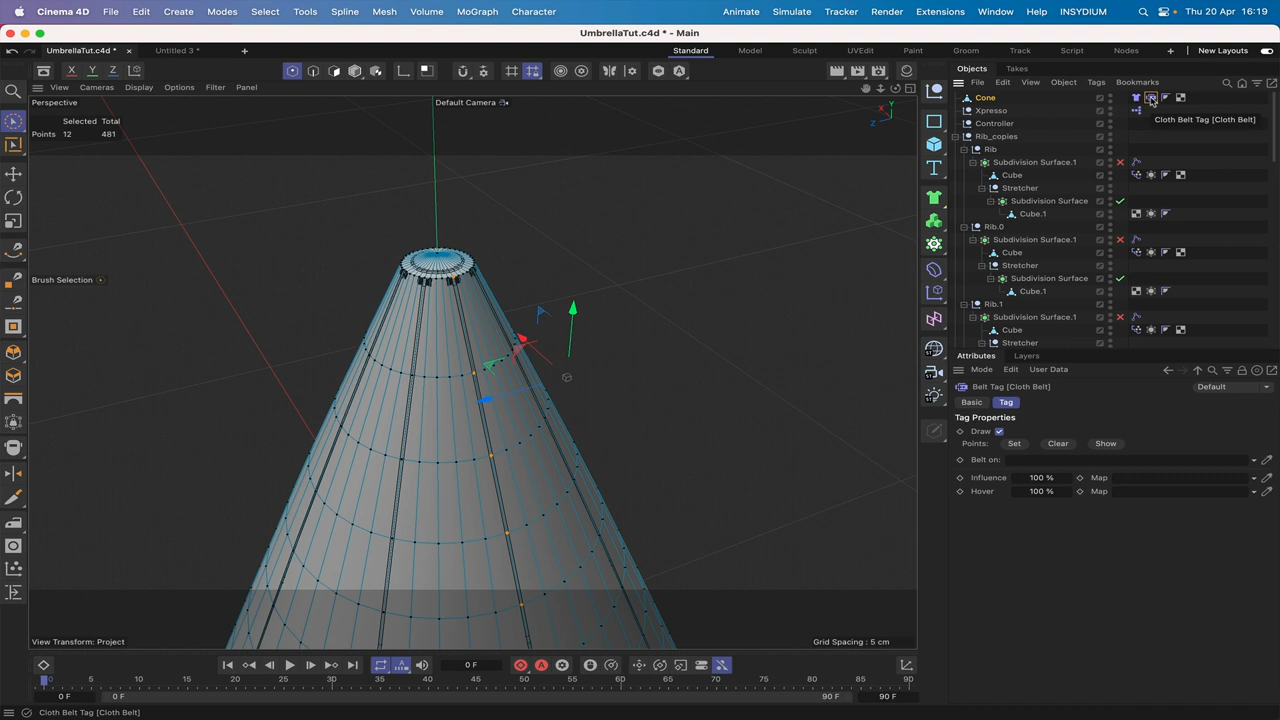 Cinema 4D File Edit Create Modes Select Tools Spline Mesh Volume MoGraph Character Animate Simulate Tracker Render Extensions Window Help INSYDIUM Thu 20 Apr 16:19
UmbrellaTut.c4d * - Main
UmbrellaTut.c4d * × Untitled 3 * + Standard Model Sculpt UVEdit Paint Groom Track Script Nodes + New Layouts
X Y Z
Objects Takes
View Cameras Display Options Filter Panel
File Edit View Object Tags Bookmarks
Perspective Default Camera
Selected Total
Points 12 481
Brush Selection
Y
X
Z
Cone
Cloth Belt Tag [Cloth Belt]
Xpresso
Controller
Rib_copies
Rib
Subdivision Surface.1
Cube
Stretcher
Subdivision Surface
Cube.1
Rib.0
Subdivision Surface.1
Cube
Stretcher
Subdivision Surface
Cube.1
Rib.1
Subdivision Surface.1
Cube
Stretcher
Attributes Layers
Mode Edit User Data
Belt Tag [Cloth Belt] Default
Basic Tag
Tag Properties
Draw
Points: Set Clear Show
Belt on:
Influence 100 % Map
Hover 100 % Map
View Transform: Project Grid Spacing : 5 cm
0 F
0 5 10 15 20 25 30 35 40 45 50 55 60 65 70 75 80 85 90
0 F 0 F 90 F 90 F
Cloth Belt Tag [Cloth Belt]